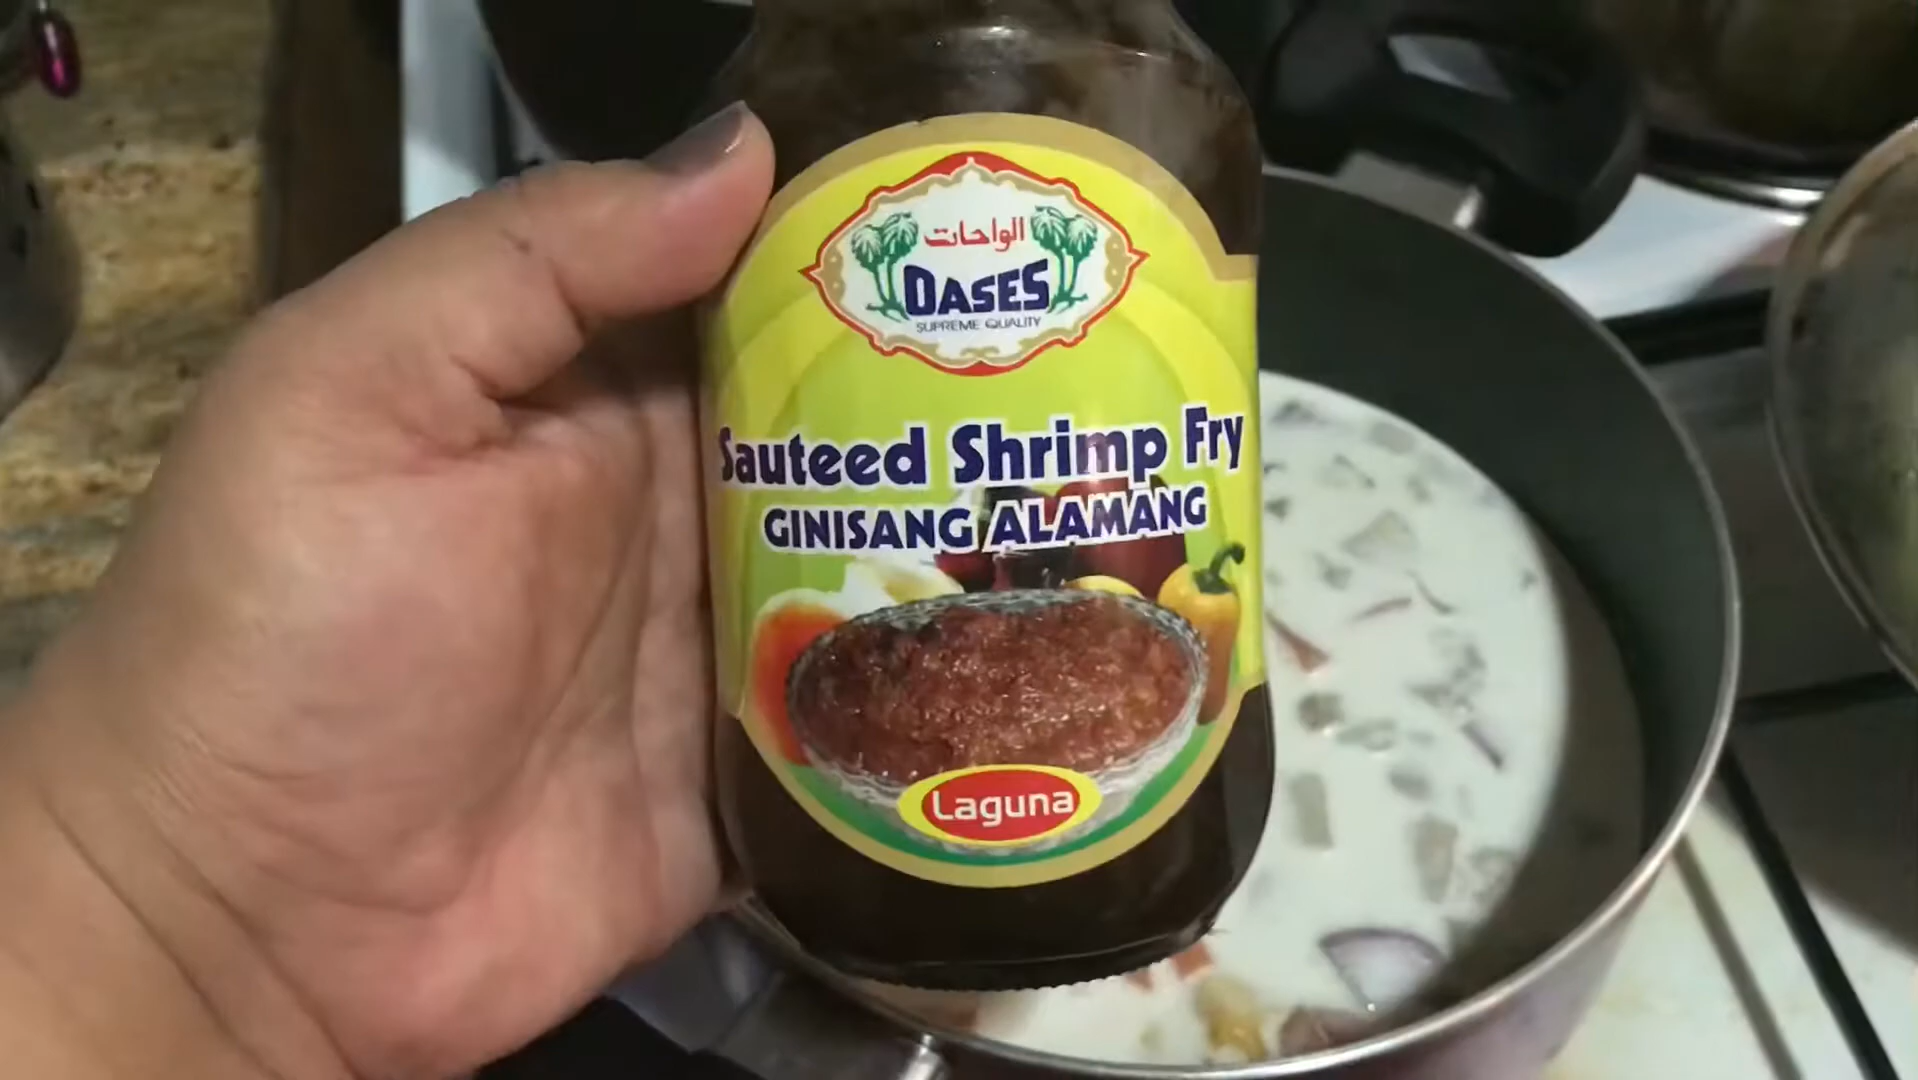 الواحات
OASES
SUPREME QUALITY
Sauteed Shrimp Fry
GINISANG ALAMANG
Laguna